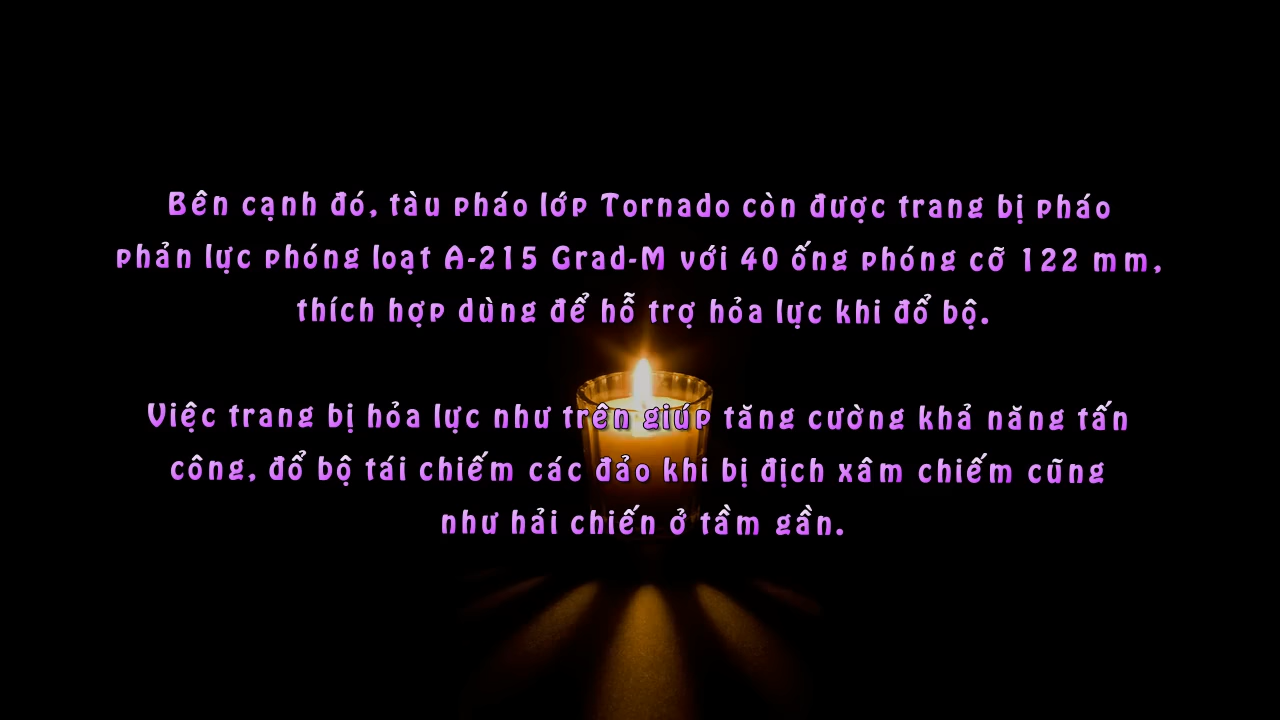 Bên cạnh đó, tàu pháo lớp Tornado còn được trang bị pháo
phản lực phóng loạt A-215 Grad-M với 40 ống phóng cỡ 122 mm,
thích hợp dùng để hỗ trợ hỏa lực khi đổ bộ.
Việc trang bị hỏa lực như trên giúp tăng cường khả năng tấn
công, đổ bộ tái chiếm các đảo khi bị địch xâm chiếm cũng
như hải chiến ở tầm gần.